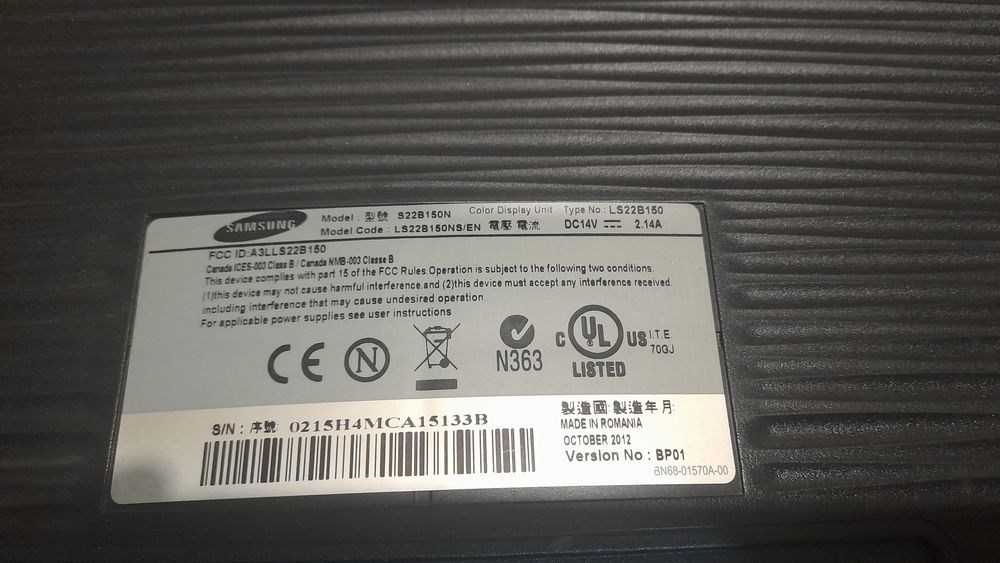 SAMSUNG
Model : 型號 S22B150N Color Display Unit Type No.: LS22B150
Model Code : LS22B150NS/EN 電壓 電流 DC14V 2.14A
FCC ID:A3LLS22B150
Canada ICES-003 Class B / Canada NMB-003 Classe B
This device complies with part 15 of the FCC Rules.Operation is subject to the following two conditions:
(1)this device may not cause harmful interference.and (2)this device must accept any interference received.
including interference that may cause undesired operation
For applicable power supplies see user instructions
CE N N363 C UL US LISTED I.T.E. 70GJ
S/N : 序號: 0215H4MCA15133B
製造國: 製造年月:
MADE IN ROMANIA
OCTOBER 2012
Version No : BP01
BN68-01570A-00